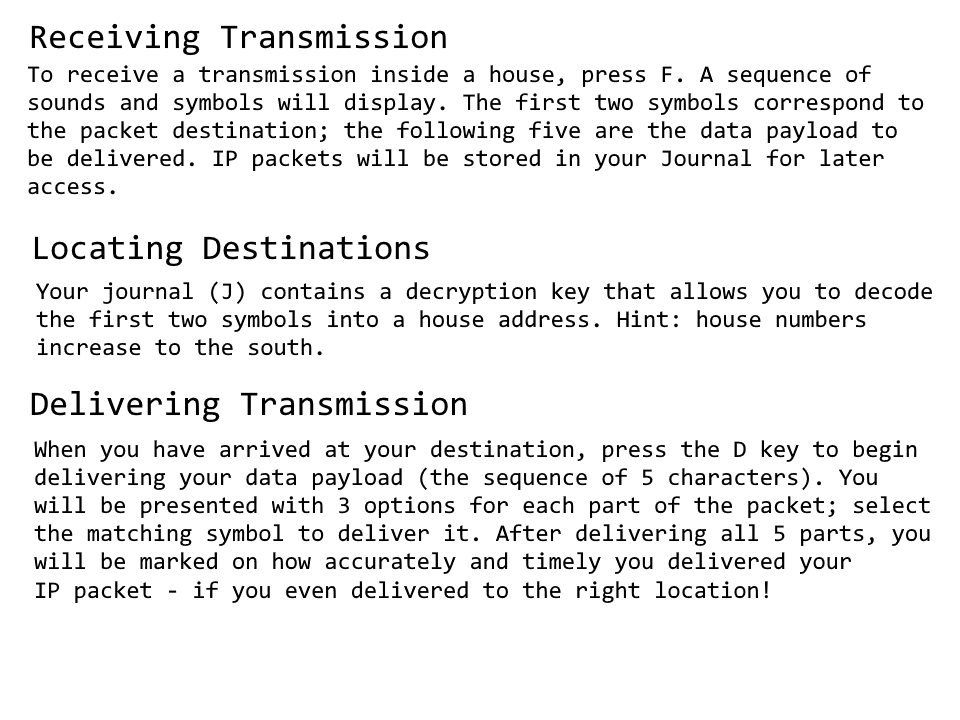 Receiving Transmission
To receive a transmission inside a house, press F. A sequence of
sounds and symbols will display. The first two symbols correspond to
the packet destination; the following five are the data payload to
be delivered. IP packets will be stored in your Journal for later
access.
Locating Destinations
Your journal (J) contains a decryption key that allows you to decode
the first two symbols into a house address. Hint: house numbers
increase to the south.
Delivering Transmission
When you have arrived at your destination, press the D key to begin
delivering your data payload (the sequence of 5 characters). You
will be presented with 3 options for each part of the packet; select
the matching symbol to deliver it. After delivering all 5 parts, you
will be marked on how accurately and timely you delivered your
IP packet - if you even delivered to the right location!